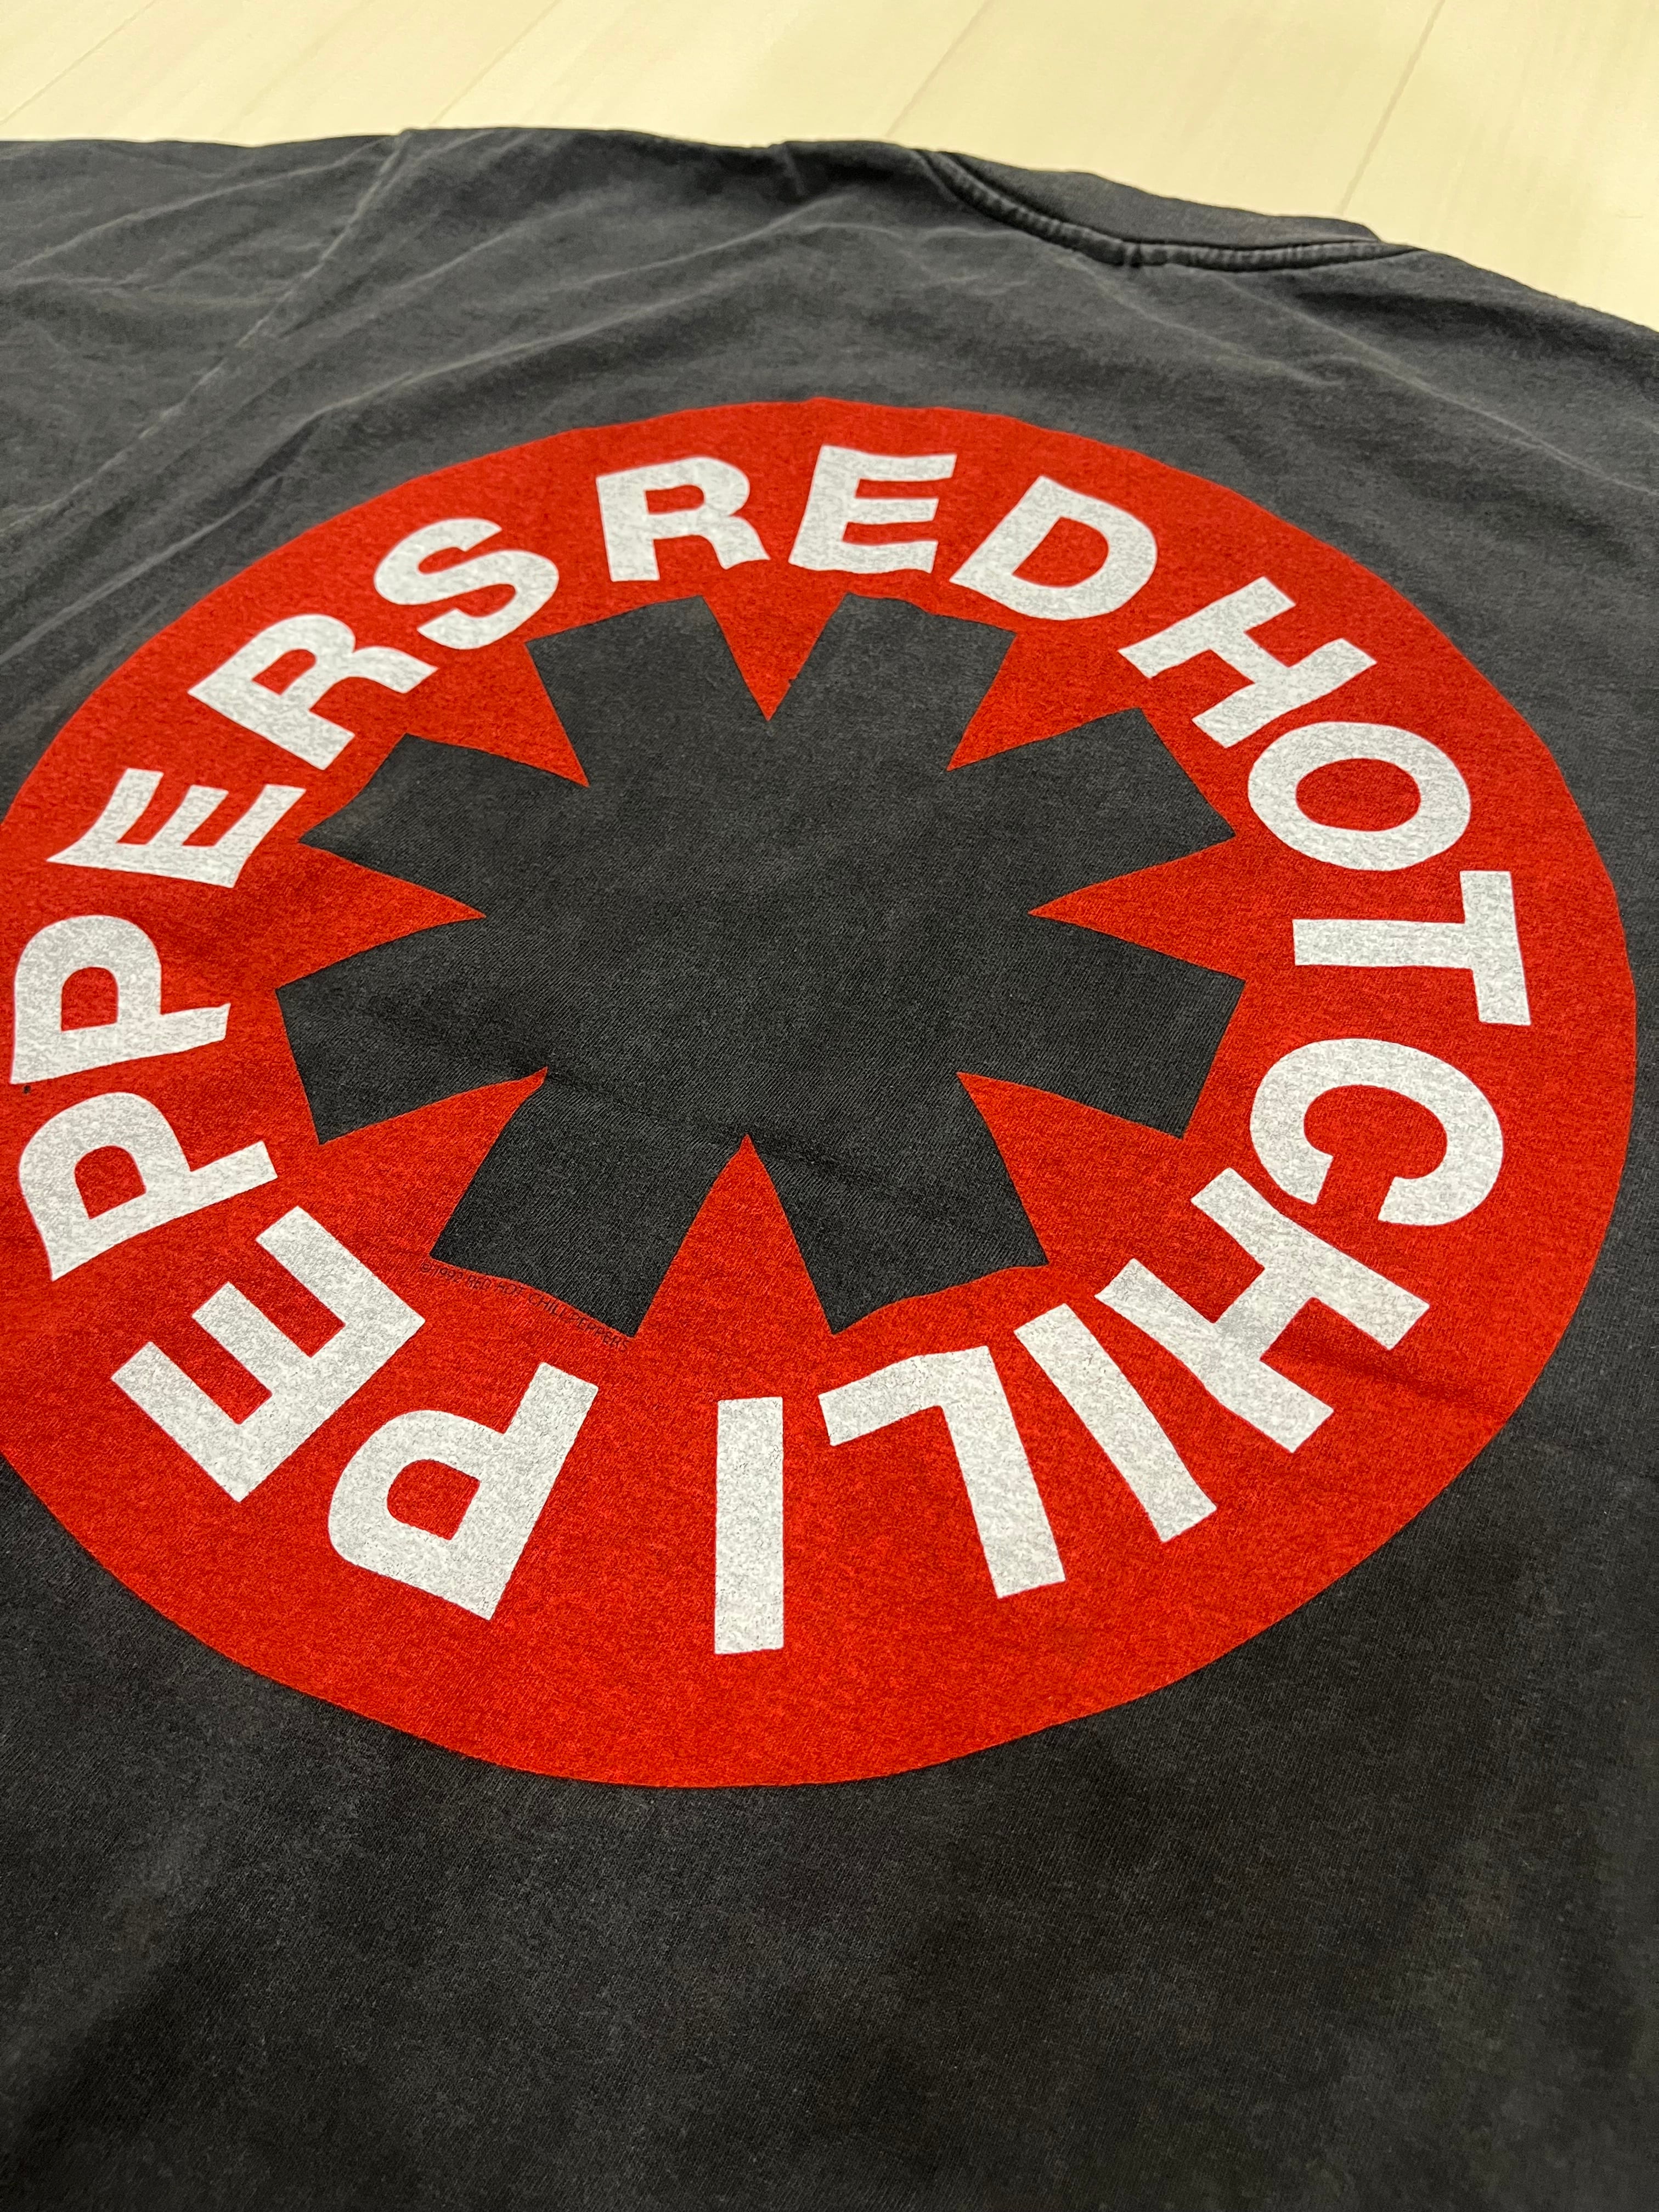 RED HOT CHILI PEPPERS
©1992 RED HOT CHILI PEPPERS